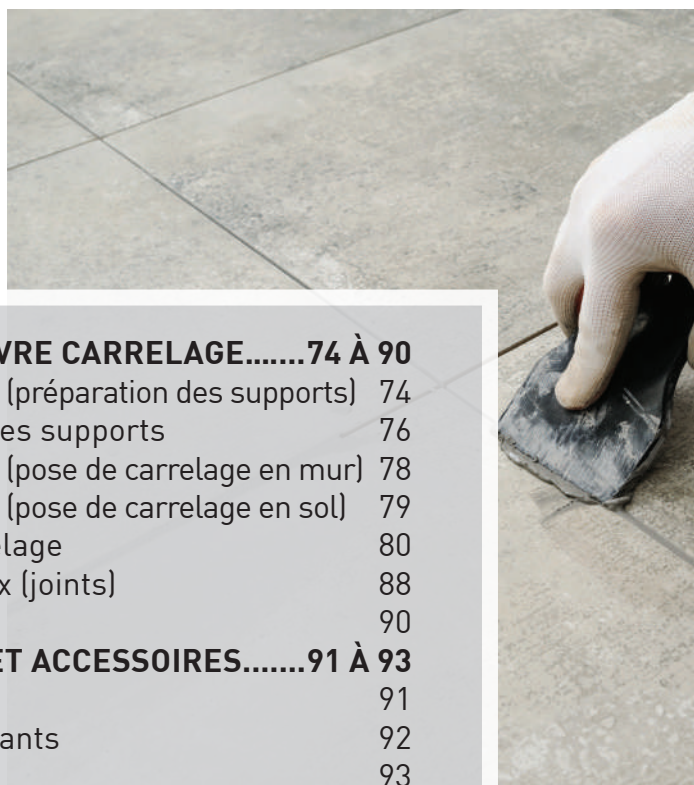 VRE CARRELAGE.......74 À 90
(préparation des supports) 74
es supports 76
(pose de carrelage en mur) 78
(pose de carrelage en sol) 79
elage 80
x (joints) 88
90
ET ACCESSOIRES.......91 À 93
91
ants 92
93